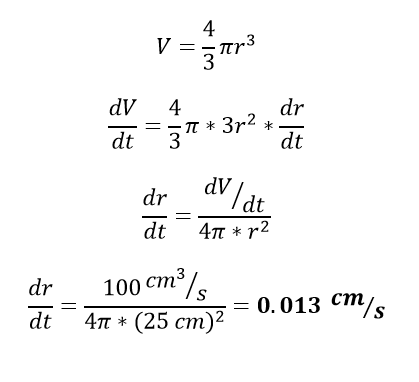 V = 4/3 πr³
dV/dt = 4/3 π * 3r² * dr/dt
dr/dt = (dV/dt)/(4π * r²)
dr/dt = (100 cm³/s)/(4π * (25 cm)²) = 0.013 cm/s